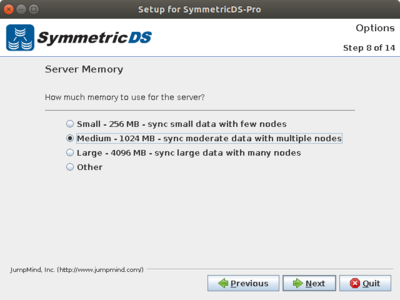 Setup for SymmetricDS-Pro
SymmetricDS
Options
Step 8 of 14
Server Memory
How much memory to use for the server?
Small - 256 MB - sync small data with few nodes
Medium - 1024 MB - sync moderate data with multiple nodes
Large - 4096 MB - sync large data with many nodes
Other
JumpMind, Inc. (http://www.jumpmind.com/)
Previous Next Quit